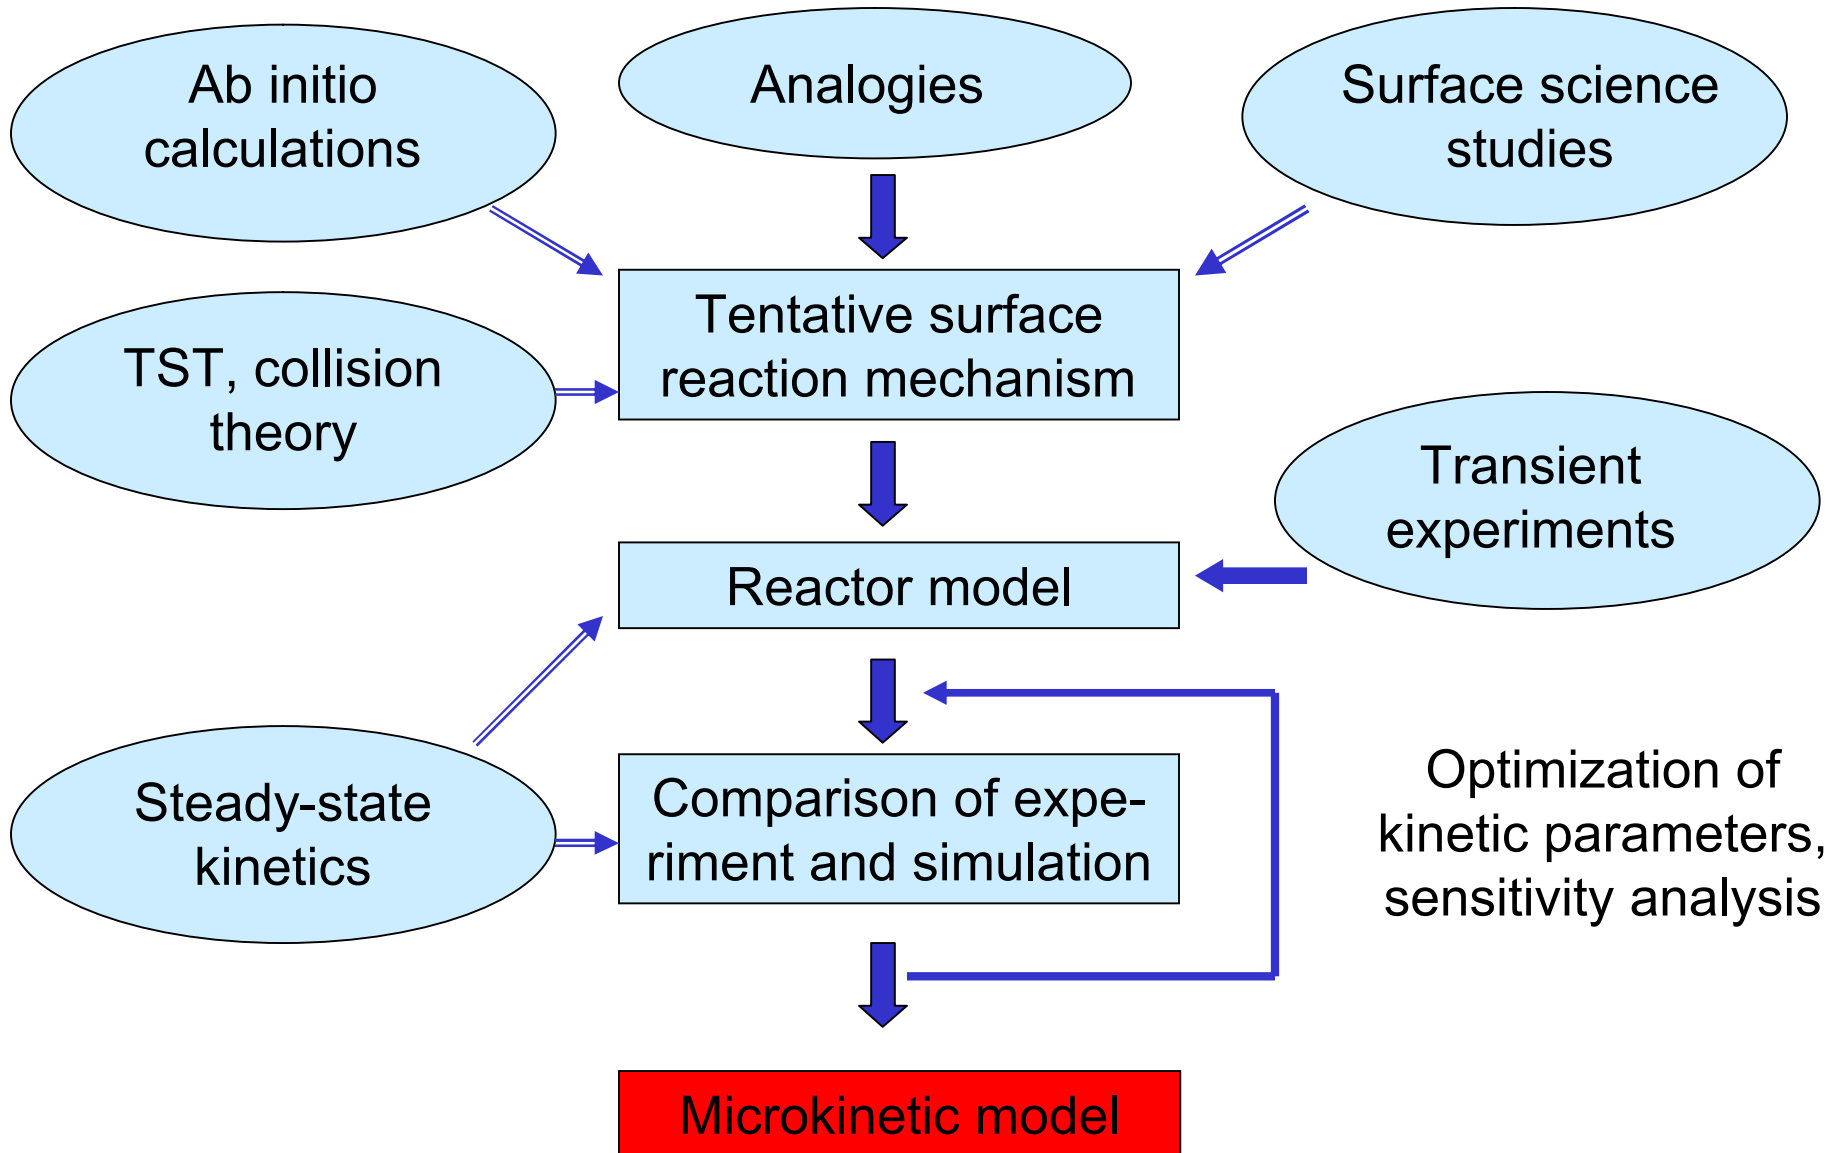 Ab initio
calculations
Analogies
Surface science
studies
Tentative surface
reaction mechanism
TST, collision
theory
Transient
experiments
Reactor model
Steady-state
kinetics
Comparison of expe-
riment and simulation
Optimization of
kinetic parameters,
sensitivity analysis
Microkinetic model